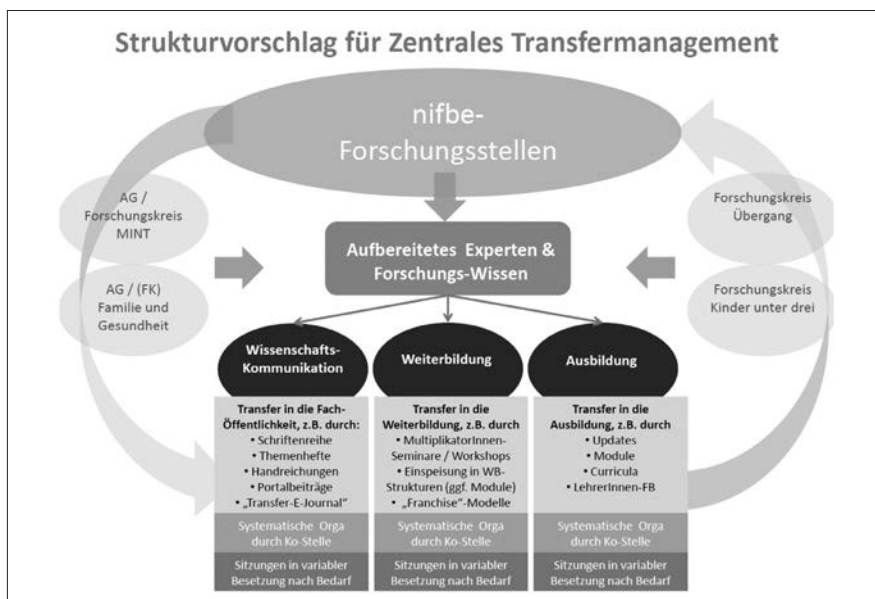 Strukturvorschlag für Zentrales Transfermanagement
nifbe-
Forschungsstellen
AG /
Forschungskreis
MINT
AG / (FK)
Familie und
Gesundheit
Forschungskreis
Übergang
Forschungskreis
Kinder unter drei
Aufbereitetes Experten &
Forschungs-Wissen
Wissenschafts-
Kommunikation
Weiterbildung
Ausbildung
Transfer in die Fach-
Öffentlichkeit, z.B. durch:
• Schriftenreihe
• Themenhefte
• Handreichungen
• Portalbeiträge
• „Transfer-E-Journal“
Systematische Orga
durch Ko-Stelle
Sitzungen in variabler
Besetzung nach Bedarf
Transfer in die
Weiterbildung, z.B. durch
• MultiplikatorInnen-
Seminare / Workshops
• Einspeisung in WB-
Strukturen (ggf. Module)
• „Franchise“-Modelle
Systematische Orga
durch Ko-Stelle
Sitzungen in variabler
Besetzung nach Bedarf
Transfer in die
Ausbildung, z.B. durch
• Updates
• Module
• Curricula
• LehrerInnen-FB
Systematische Orga
durch Ko-Stelle
Sitzungen in variabler
Besetzung nach Bedarf